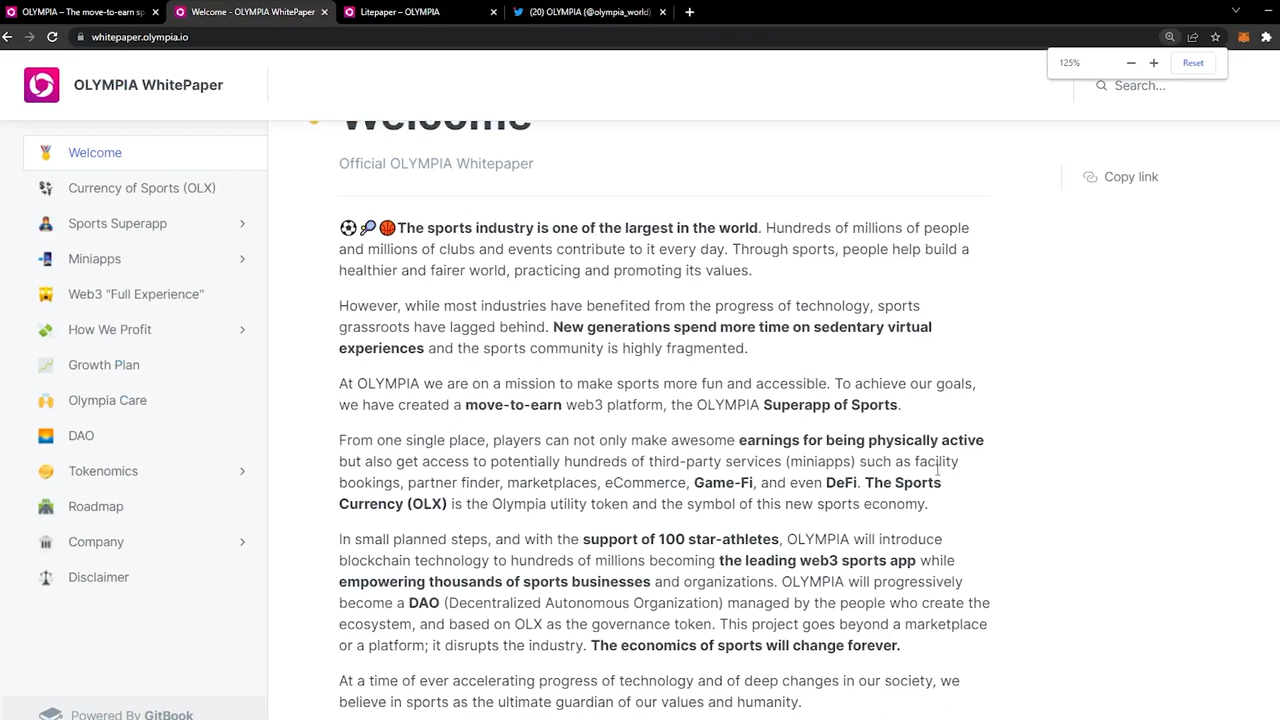 OLYMPIA – The move-to-earn sp
Welcome - OLYMPIA WhitePaper
Litepaper – OLYMPIA
(20) OLYMPIA (@olympia_world)
whitepaper.olympia.io
125%
Reset
OLYMPIA WhitePaper
Search...
Welcome
Currency of Sports (OLX)
Sports Superapp
Miniapps
Web3 "Full Experience"
How We Profit
Growth Plan
Olympia Care
DAO
Tokenomics
Roadmap
Company
Disclaimer
Powered By GitBook
Welcome
Official OLYMPIA Whitepaper
Copy link
The sports industry is one of the largest in the world. Hundreds of millions of people
and millions of clubs and events contribute to it every day. Through sports, people help build a
healthier and fairer world, practicing and promoting its values.
However, while most industries have benefited from the progress of technology, sports
grassroots have lagged behind. New generations spend more time on sedentary virtual
experiences and the sports community is highly fragmented.
At OLYMPIA we are on a mission to make sports more fun and accessible. To achieve our goals,
we have created a move-to-earn web3 platform, the OLYMPIA Superapp of Sports.
From one single place, players can not only make awesome earnings for being physically active
but also get access to potentially hundreds of third-party services (miniapps) such as facility
bookings, partner finder, marketplaces, eCommerce, Game-Fi, and even DeFi. The Sports
Currency (OLX) is the Olympia utility token and the symbol of this new sports economy.
In small planned steps, and with the support of 100 star-athletes, OLYMPIA will introduce
blockchain technology to hundreds of millions becoming the leading web3 sports app while
empowering thousands of sports businesses and organizations. OLYMPIA will progressively
become a DAO (Decentralized Autonomous Organization) managed by the people who create the
ecosystem, and based on OLX as the governance token. This project goes beyond a marketplace
or a platform; it disrupts the industry. The economics of sports will change forever.
At a time of ever accelerating progress of technology and of deep changes in our society, we
believe in sports as the ultimate guardian of our values and humanity.